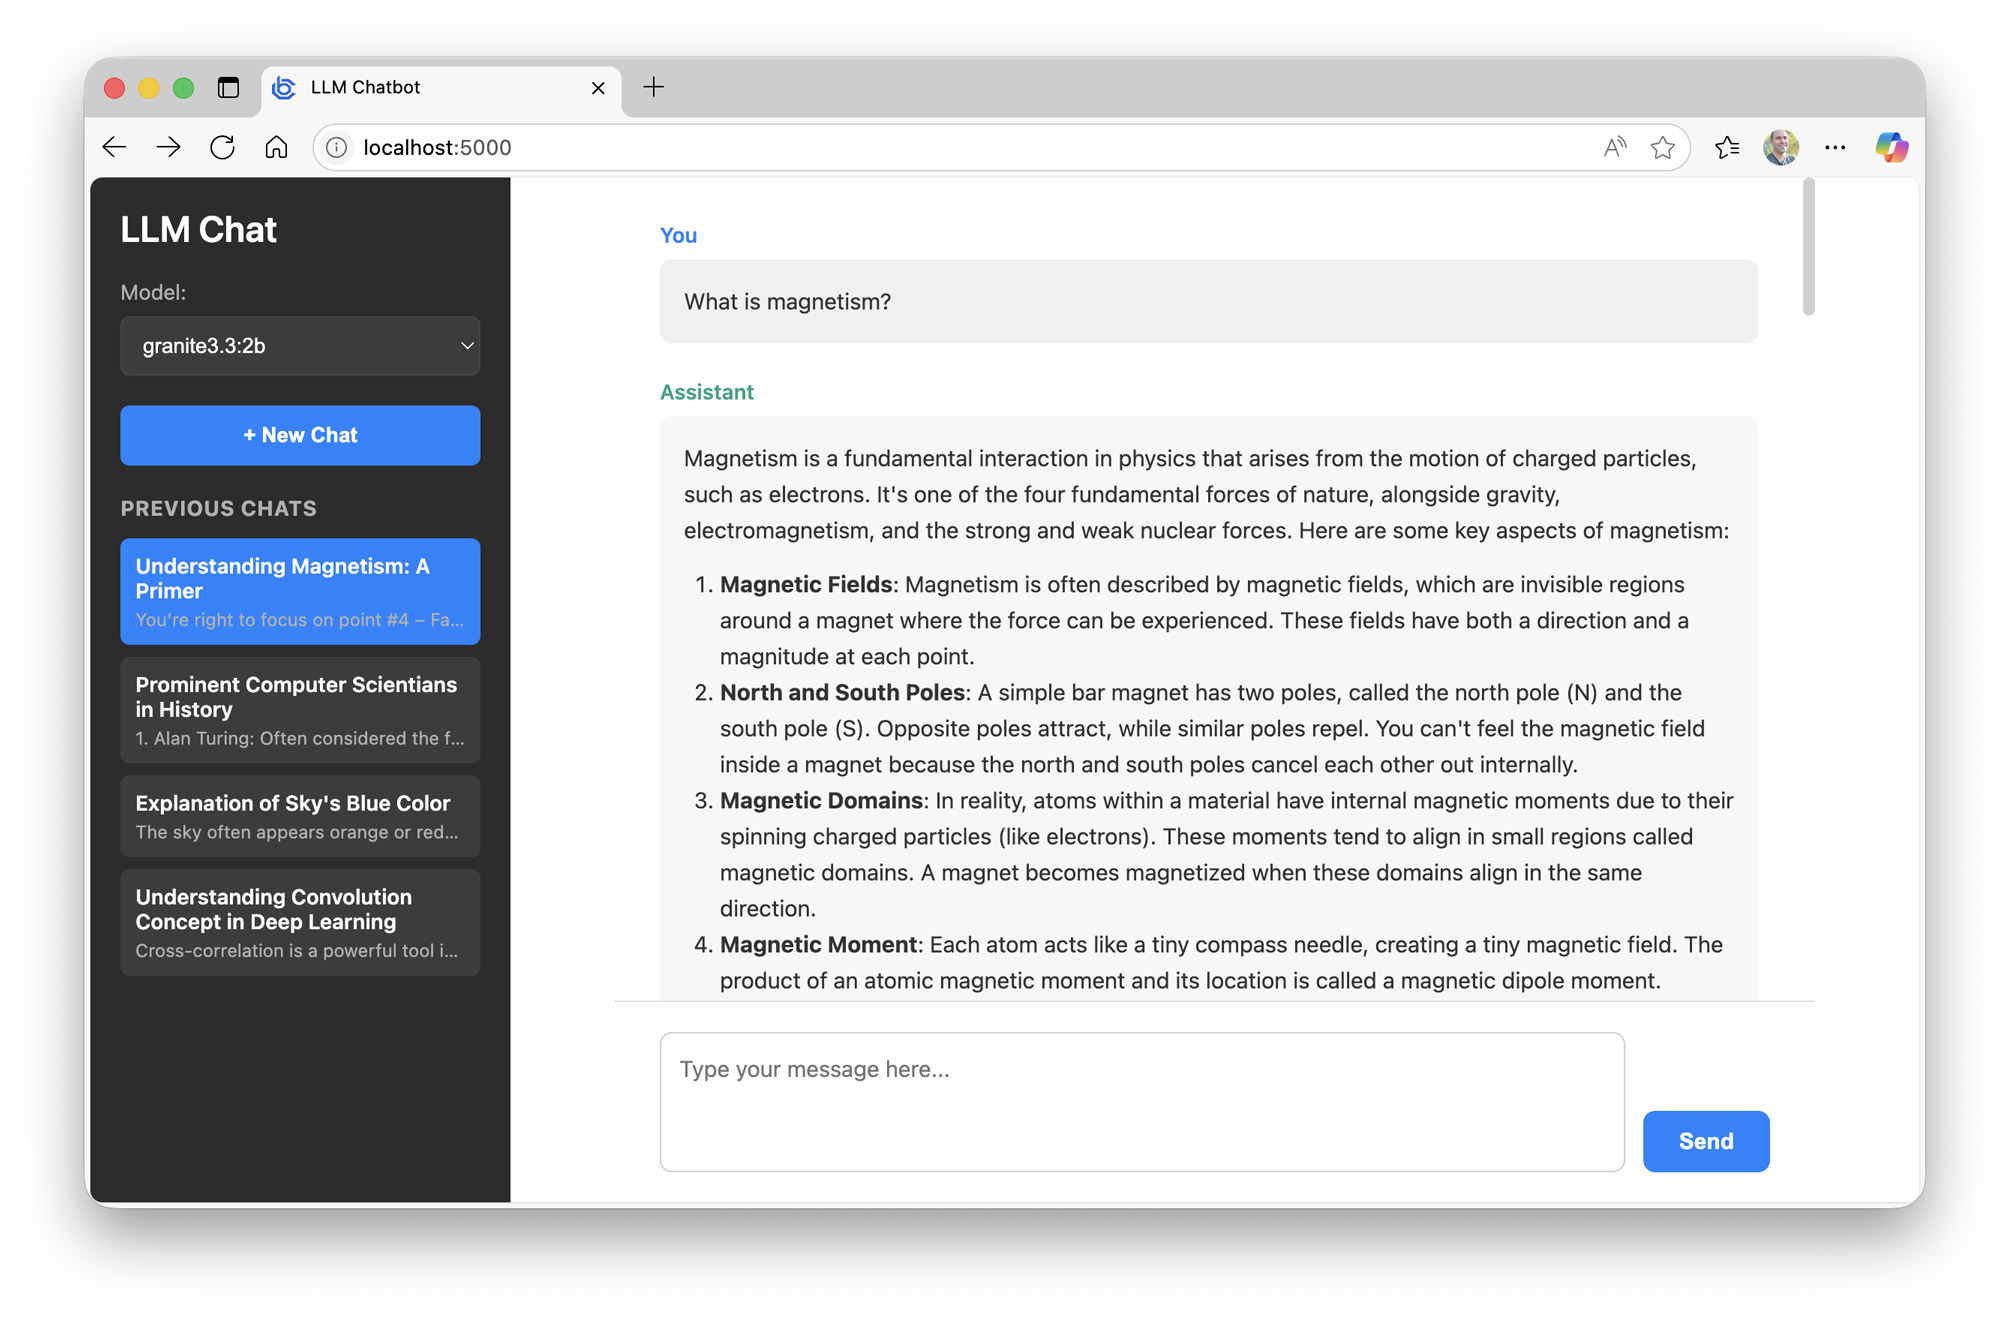 LLM Chatbot
localhost:5000
LLM Chat
Model:
granite3.3:2b
+ New Chat
PREVIOUS CHATS
Understanding Magnetism: A
Primer
You're right to focus on point #4 – Fa...
Prominent Computer Scientians
in History
1. Alan Turing: Often considered the f...
Explanation of Sky's Blue Color
The sky often appears orange or red...
Understanding Convolution
Concept in Deep Learning
Cross-correlation is a powerful tool i...
You
What is magnetism?
Assistant
Magnetism is a fundamental interaction in physics that arises from the motion of charged particles,
such as electrons. It's one of the four fundamental forces of nature, alongside gravity,
electromagnetism, and the strong and weak nuclear forces. Here are some key aspects of magnetism:
1. Magnetic Fields: Magnetism is often described by magnetic fields, which are invisible regions
around a magnet where the force can be experienced. These fields have both a direction and a
magnitude at each point.
2. North and South Poles: A simple bar magnet has two poles, called the north pole (N) and the
south pole (S). Opposite poles attract, while similar poles repel. You can't feel the magnetic field
inside a magnet because the north and south poles cancel each other out internally.
3. Magnetic Domains: In reality, atoms within a material have internal magnetic moments due to their
spinning charged particles (like electrons). These moments tend to align in small regions called
magnetic domains. A magnet becomes magnetized when these domains align in the same
direction.
4. Magnetic Moment: Each atom acts like a tiny compass needle, creating a tiny magnetic field. The
product of an atomic magnetic moment and its location is called a magnetic dipole moment.
Type your message here...
Send